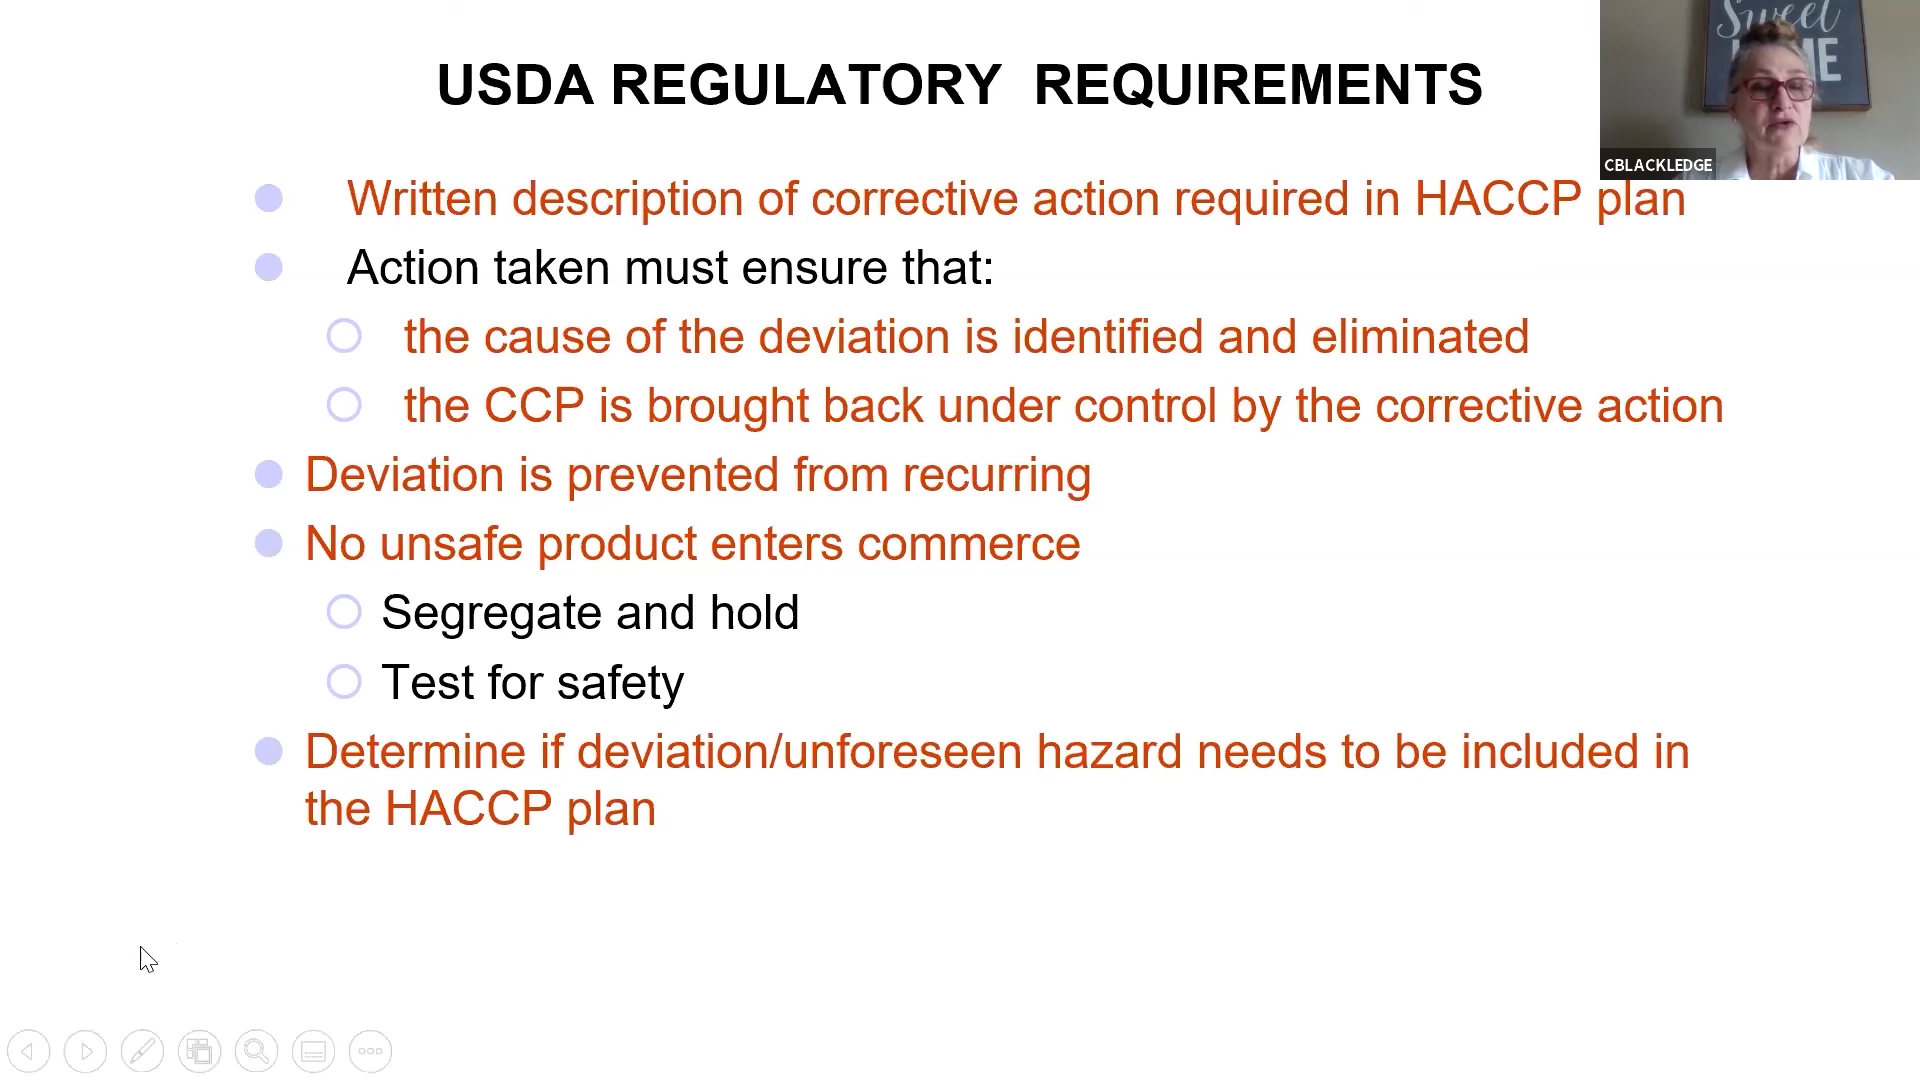 USDA REGULATORY REQUIREMENTS
Sweet
CBLACKLEDGE
Written description of corrective action required in HACCP plan
Action taken must ensure that:
the cause of the deviation is identified and eliminated
the CCP is brought back under control by the corrective action
Deviation is prevented from recurring
No unsafe product enters commerce
Segregate and hold
Test for safety
Determine if deviation/unforeseen hazard needs to be included in
the HACCP plan